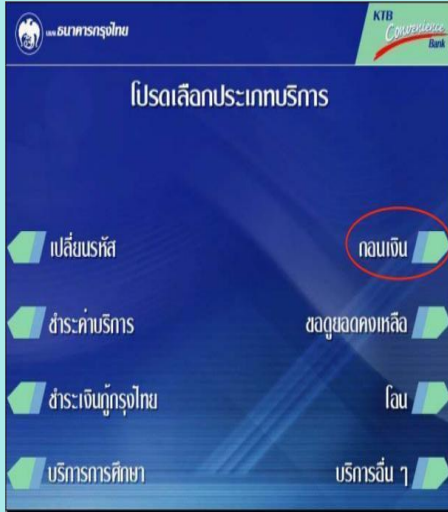 ธนาคารกรุงไทย
KTB
Convenience
Bank
โปรดเลือกประเภทบริการ
เปลี่ยนรหัส
ถอนเงิน
ชำระค่าบริการ
ขอดูยอดคงเหลือ
ชำระเงินกู้กรุงไทย
โอน
บริการการศึกษา
บริการอื่น ๆ